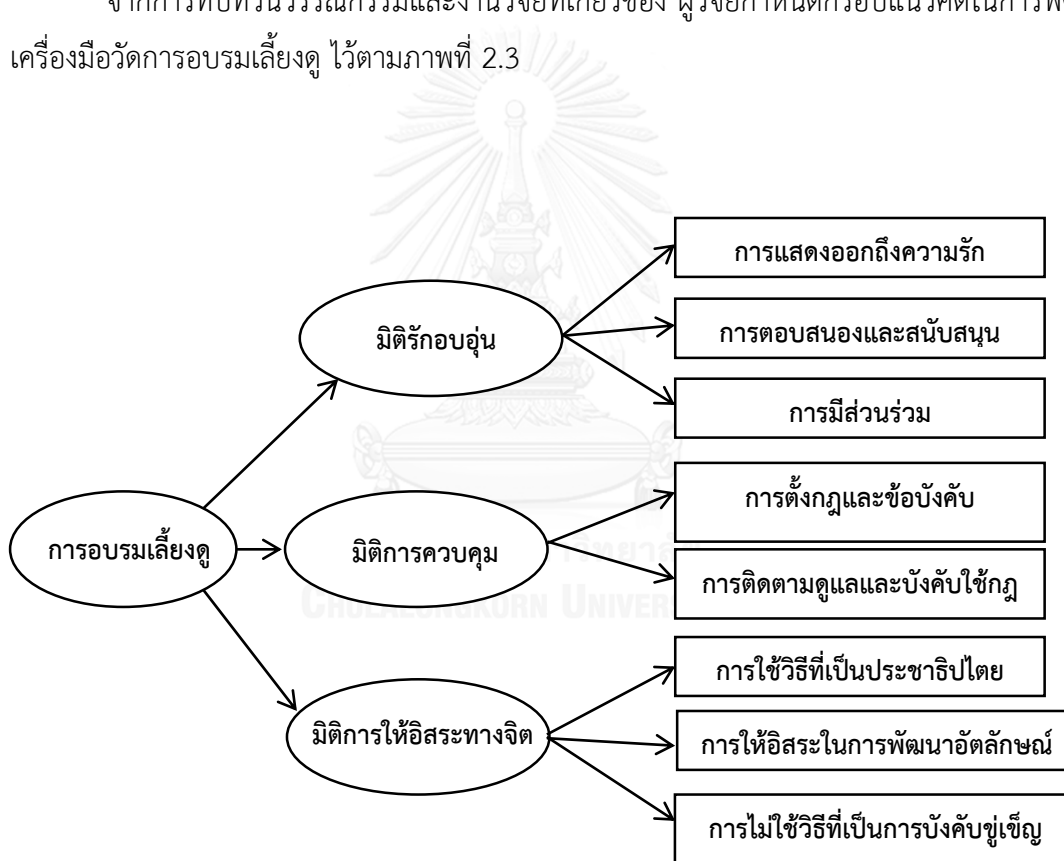 จากการทบทวนวรรณกรรมและงานวิจัยที่เกี่ยวข้อง ผู้วิจัยกำหนดกรอบแนวคิดในการ
เครื่องมือวัดการอบรมเลี้ยงดู ไว้ตามภาพที่ 2.3
การแสดงออกถึงความรัก
มิติรักอบอุ่น
การตอบสนองและสนับสนุน
การมีส่วนร่วม
การตั้งกฎและข้อบังคับ
การอบรมเลี้ยงดู
มิติการควบคุม
การติดตามดูแลและบังคับใช้กฎ
CHULALONGKORN UNIVER
การใช้วิธีที่เป็นประชาธิปไตย
มิติการให้อิสระทางจิต
การให้อิสระในการพัฒนาอัตลักษณ์
การไม่ใช้วิธีที่เป็นการบังคับขู่เข็ญ